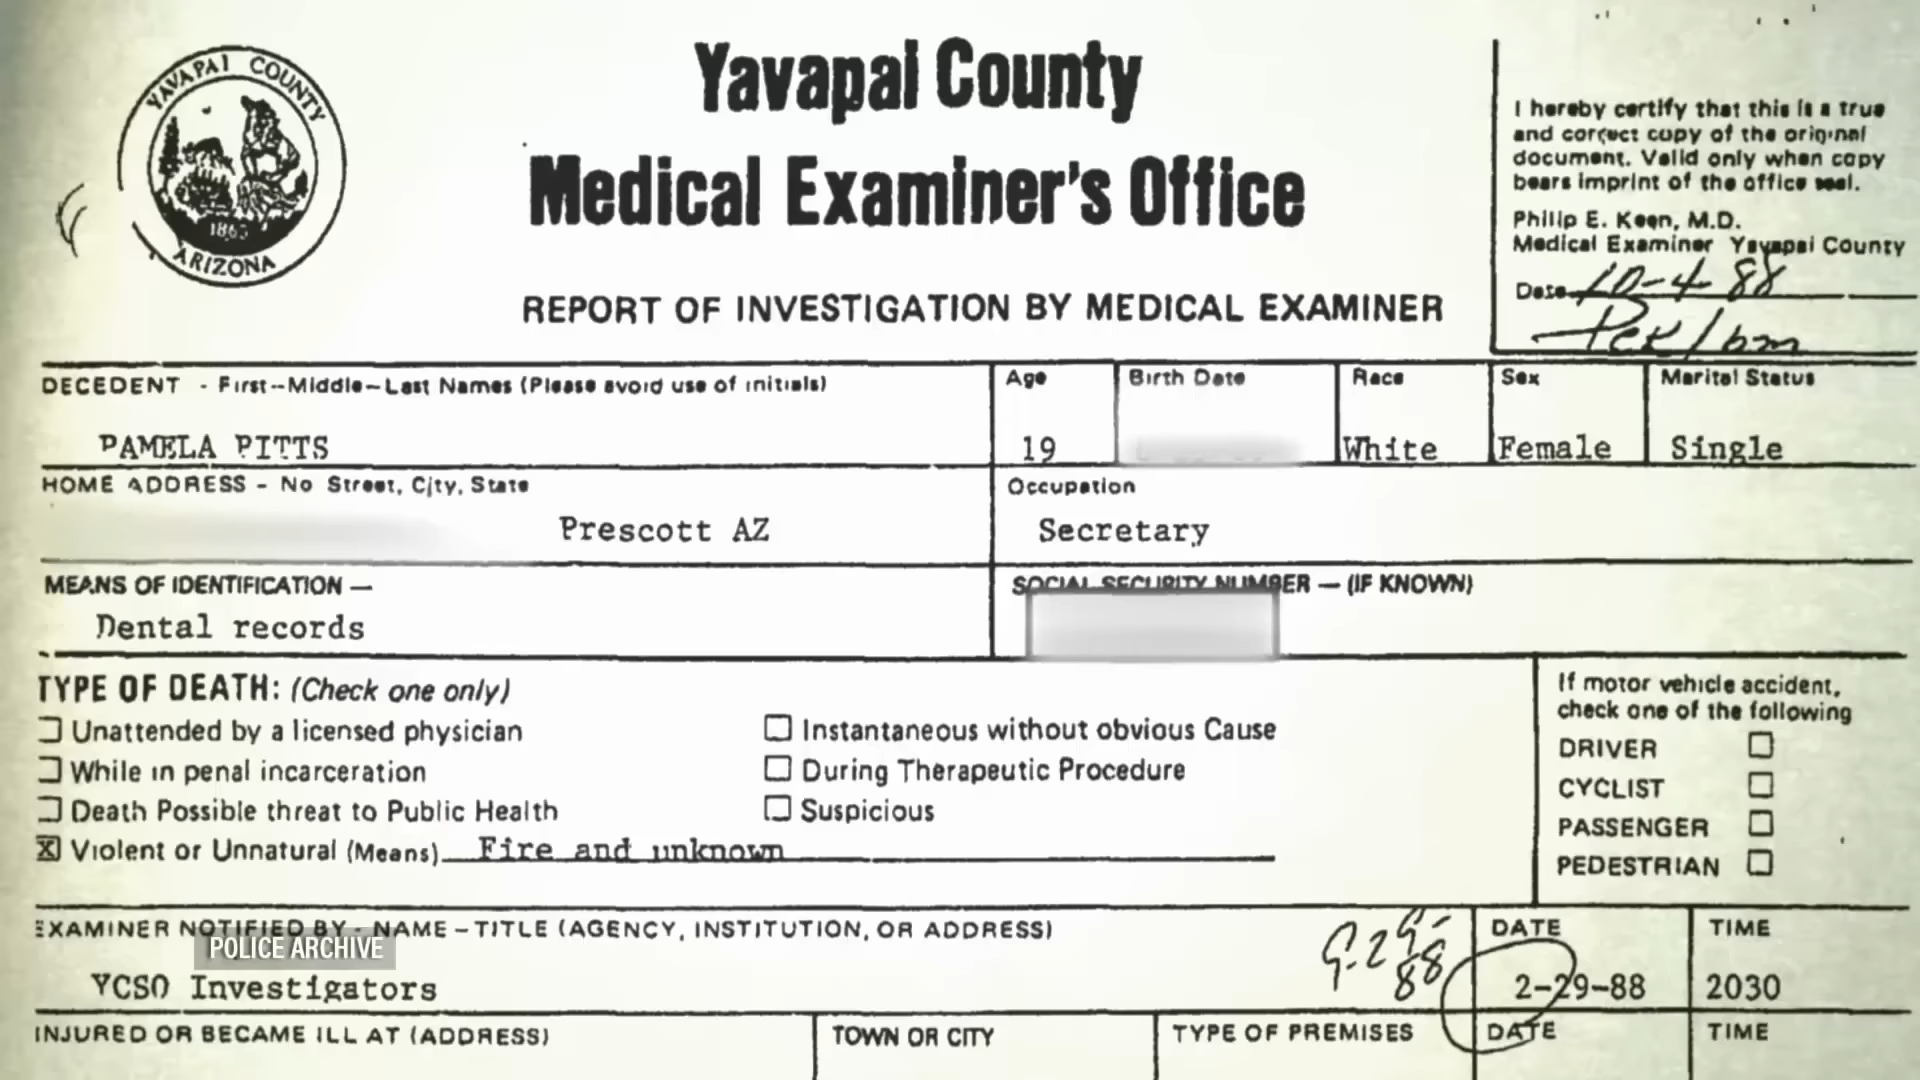 YAVAPAI COUNTY
1863
ARIZONA
Yavapai County
Medical Examiner's Office
REPORT OF INVESTIGATION BY MEDICAL EXAMINER
I hereby certify that this is a true
and correct copy of the original
document. Valid only when copy
bears imprint of the office seal.
Philip E. Keen, M.D.
Medical Examiner Yavapai County
Date 10-4-88
PEK/bm
DECEDENT - First--Middle-Last Names (Please avoid use of initials)
PAMELA PITTS
Age
19
Birth Date
Race
White
Sex
Female
Marital Status
Single
HOME ADDRESS - No Street, City, State
Prescott AZ
Occupation
Secretary
MEANS OF IDENTIFICATION —
Dental records
SOCIAL SECURITY NUMBER — (IF KNOWN)
TYPE OF DEATH: (Check one only)
Unattended by a licensed physician
While in penal incarceration
Death Possible threat to Public Health
X Violent or Unnatural (Means) Fire and unknown
Instantaneous without obvious Cause
During Therapeutic Procedure
Suspicious
If motor vehicle accident,
check one of the following
DRIVER
CYCLIST
PASSENGER
PEDESTRIAN
EXAMINER NOTIFIED BY - NAME - TITLE (AGENCY, INSTITUTION, OR ADDRESS)
POLICE ARCHIVE
YCSO Investigators
9-29-88
DATE
2-29-88
TIME
2030
INJURED OR BECAME ILL AT (ADDRESS)
TOWN OR CITY
TYPE OF PREMISES
DATE
TIME